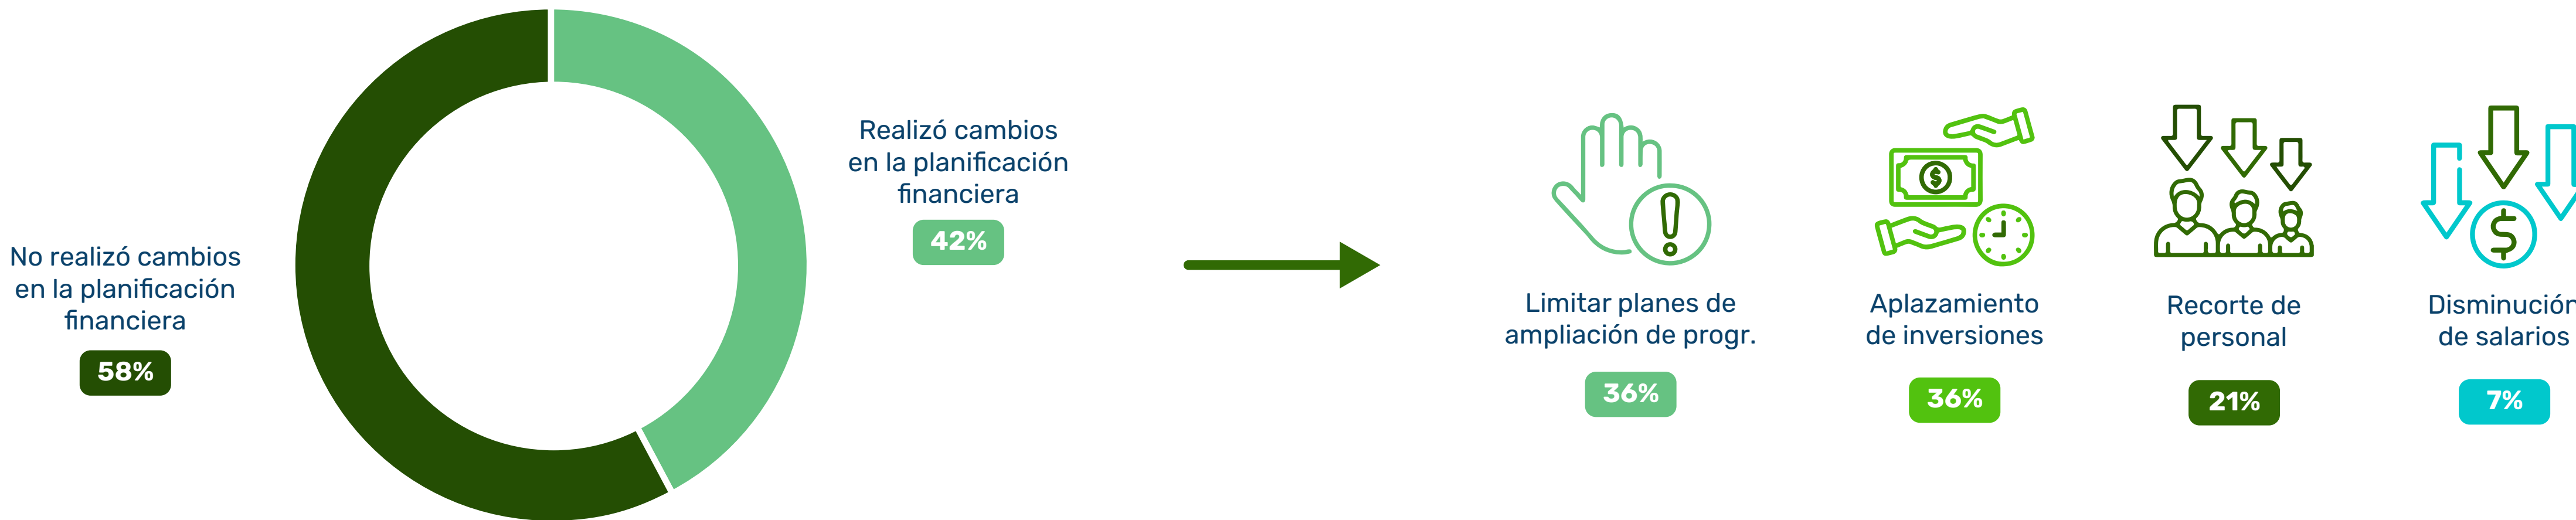 No realizó cambios
en la planificación
financiera
58%
Realizó cambios
en la planificación
financiera
42%
Limitar planes de
ampliación de progr.
36%
Aplazamiento
de inversiones
36%
Recorte de
personal
21%
Disminución
de salarios
7%